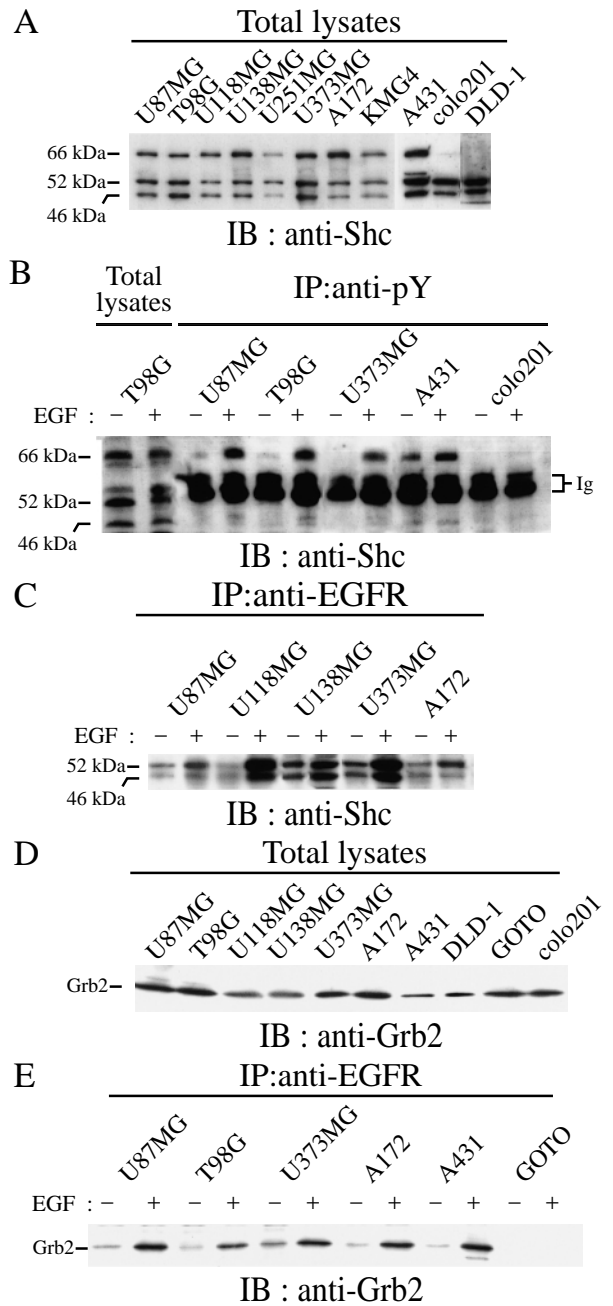 A
Total lysates
U87MG T98G U118MG U138MG U251MG U373MG A172 KMG4 A431 colo201 DLD-1
66 kDa
52 kDa
46 kDa
IB : anti-Shc
B
Total lysates
IP:anti-pY
T98G U87MG T98G U373MG A431 colo201
EGF : − + − + − + − + − + − +
66 kDa
52 kDa
46 kDa
Ig
IB : anti-Shc
C
IP:anti-EGFR
U87MG U118MG U138MG U373MG A172
EGF : − + − + − + − + − +
52 kDa
46 kDa
IB : anti-Shc
D
Total lysates
U87MG T98G U118MG U138MG U373MG A172 A431 DLD-1 GOTO colo201
Grb2
IB : anti-Grb2
E
IP:anti-EGFR
U87MG T98G U373MG A172 A431 GOTO
EGF : − + − + − + − + − + − +
Grb2
IB : anti-Grb2